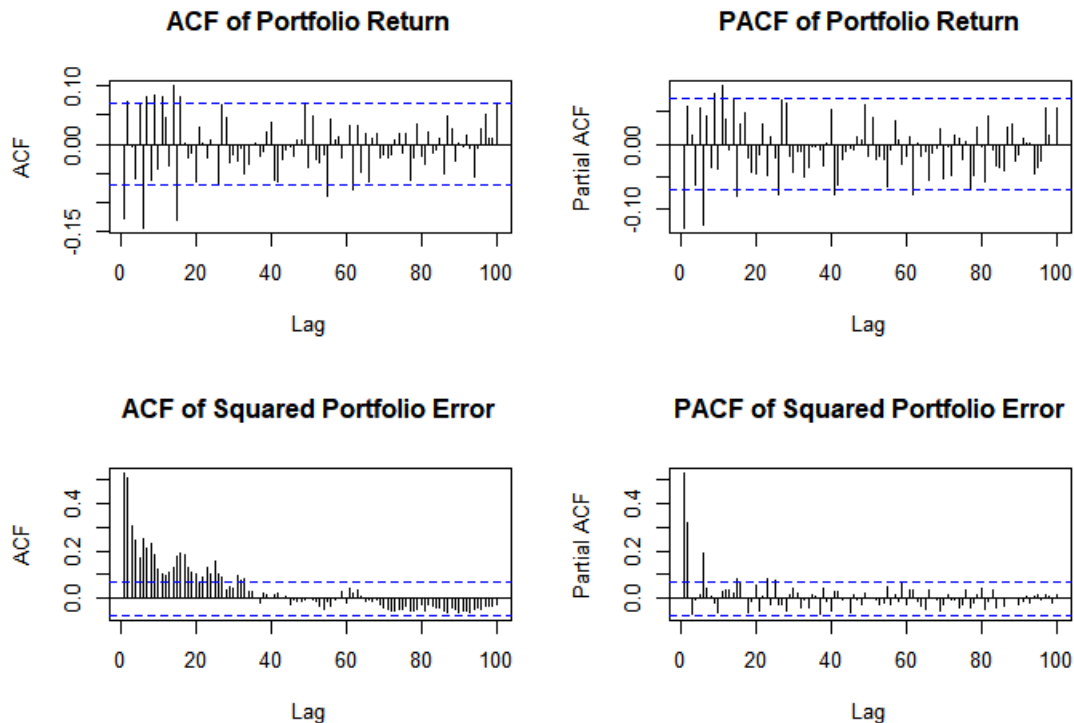 ACF of Portfolio Return
ACF
0.10
0.00
-0.15
0 20 40 60 80 100
Lag
PACF of Portfolio Return
Partial ACF
0.00
-0.10
0 20 40 60 80 100
Lag
ACF of Squared Portfolio Error
ACF
0.4
0.2
0.0
0 20 40 60 80 100
Lag
PACF of Squared Portfolio Error
Partial ACF
0.4
0.2
0.0
0 20 40 60 80 100
Lag